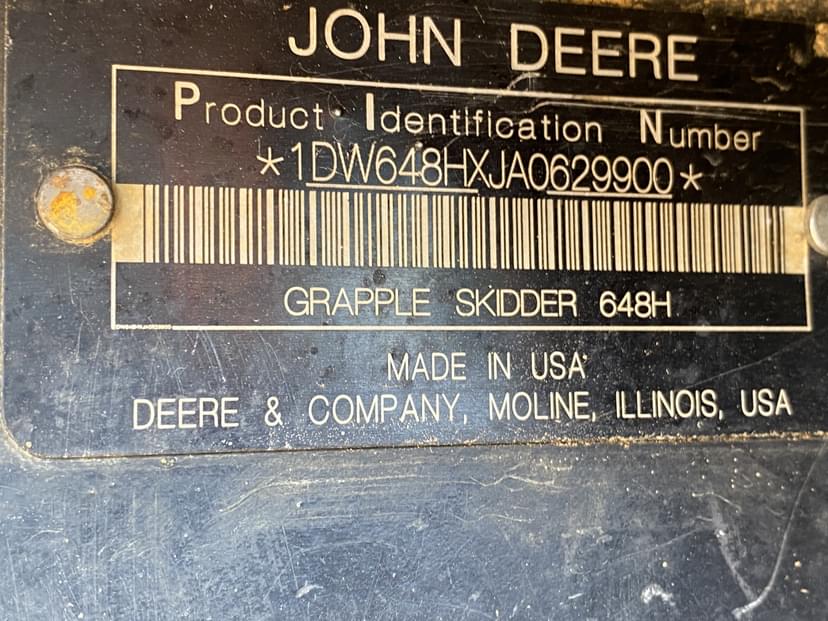 JOHN DEERE
Product Identification Number
*1DW648HXJA0629900*
GRAPPLE SKIDDER 648H
MADE IN USA
DEERE & COMPANY, MOLINE, ILLINOIS, USA